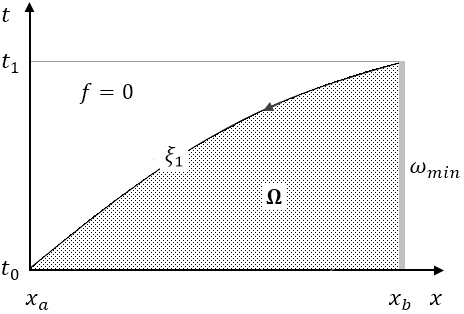 t
t₁
f = 0
ξ₁
ω_min
Ω
t₀
x_a x_b x